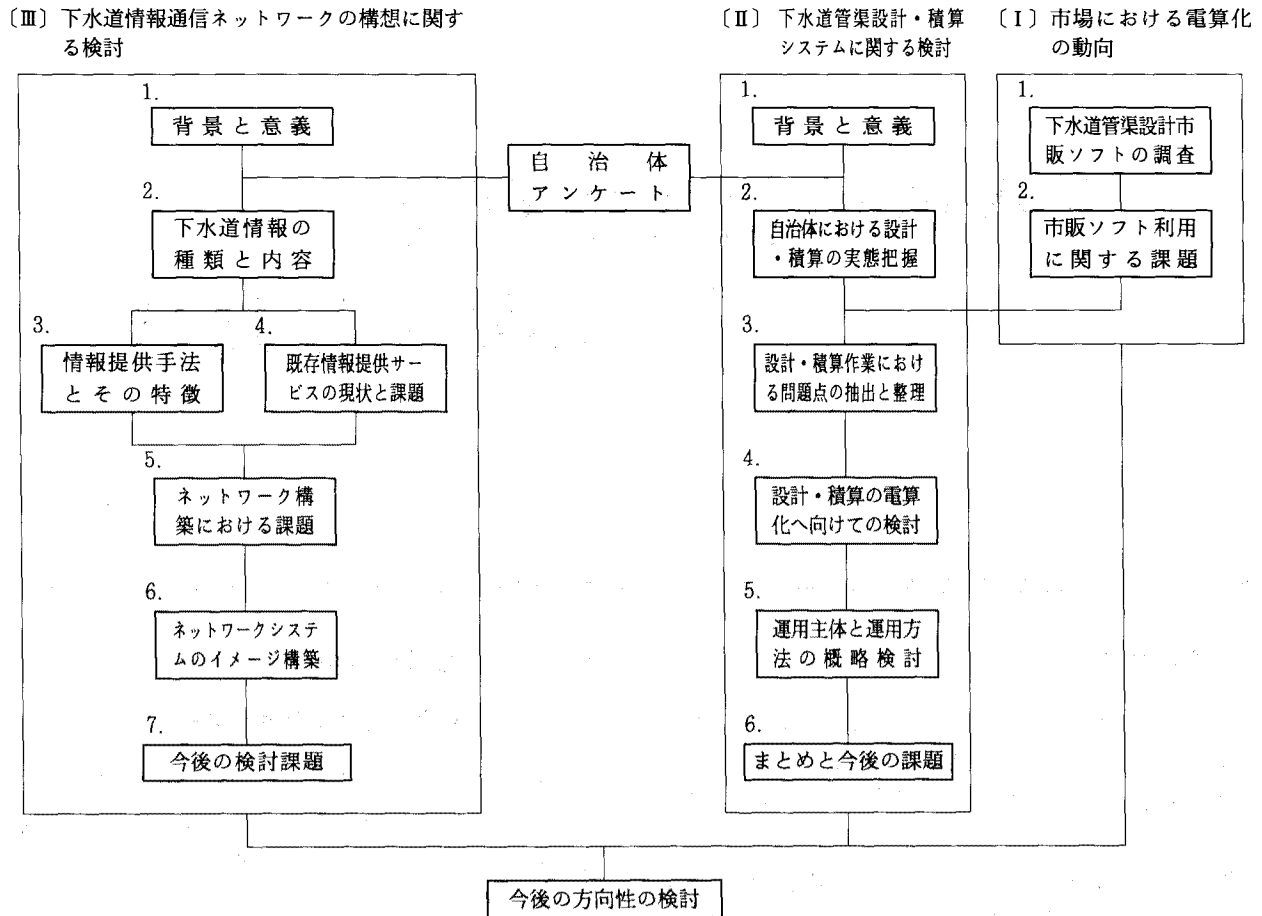 〔Ⅲ〕下水道情報通信ネットワークの構想に関す
る検討
1.
背景と意義
2.
下水道情報の
種類と内容
3.
情報提供手法
とその特徴
4.
既存情報提供サー
ビスの現状と課題
5.
ネットワーク構
築における課題
6.
ネットワークシステ
ムのイメージ構築
7.
今後の検討課題
自治体
アンケート
〔Ⅱ〕下水道管渠設計・積算
システムに関する検討
1.
背景と意義
2.
自治体における設計
・積算の実態把握
3.
設計・積算作業におけ
る問題点の抽出と整理
4.
設計・積算の電算
化へ向けての検討
5.
運用主体と運用方
法の概略検討
6.
まとめと今後の課題
〔Ⅰ〕市場における電算化
の動向
1.
下水道管渠設計市
販ソフトの調査
2.
市販ソフト利用
に関する課題
今後の方向性の検討